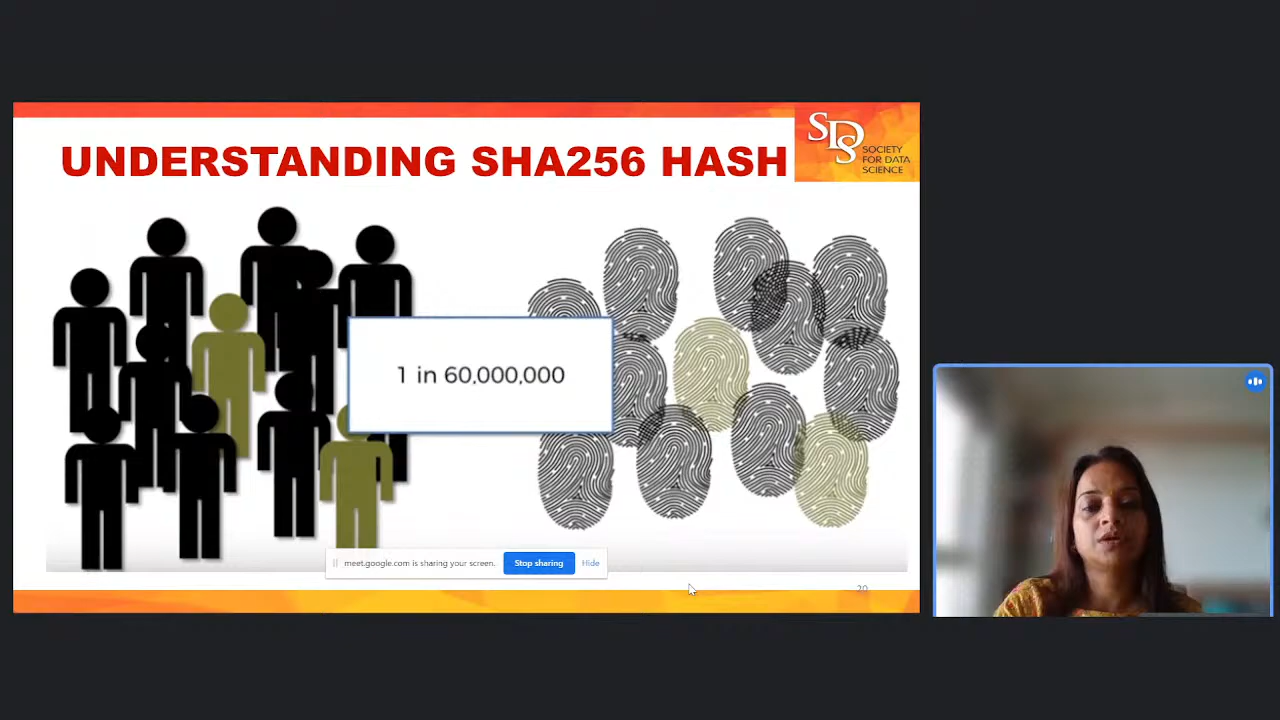 UNDERSTANDING SHA256 HASH
SDS
SOCIETY
FOR DATA
SCIENCE
1 in 60,000,000
meet.google.com is sharing your screen.
Stop sharing
Hide
20